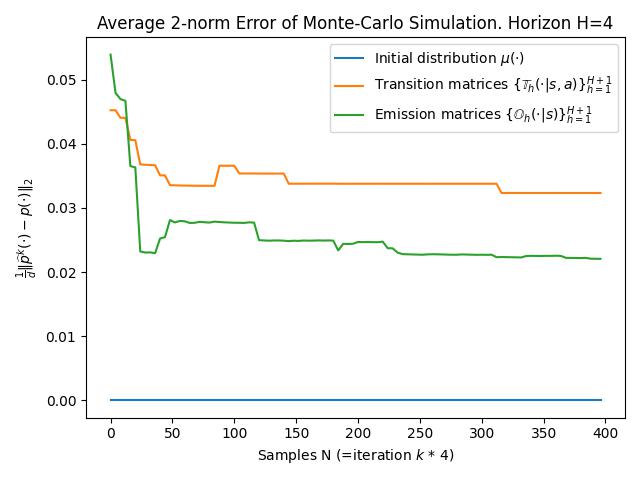 Average 2-norm Error of Monte-Carlo Simulation. Horizon H=4
Initial distribution μ(·)
Transition matrices {𝕋ₕ(·|s, a)}ₕ₌₁ᴴ⁺¹
Emission matrices {𝕆ₕ(·|s)}ₕ₌₁ᴴ⁺¹
1/d ‖p̂ᵏ(·) − p(·)‖₂
0.05
0.04
0.03
0.02
0.01
0.00
0 50 100 150 200 250 300 350 400
Samples N (=iteration k * 4)